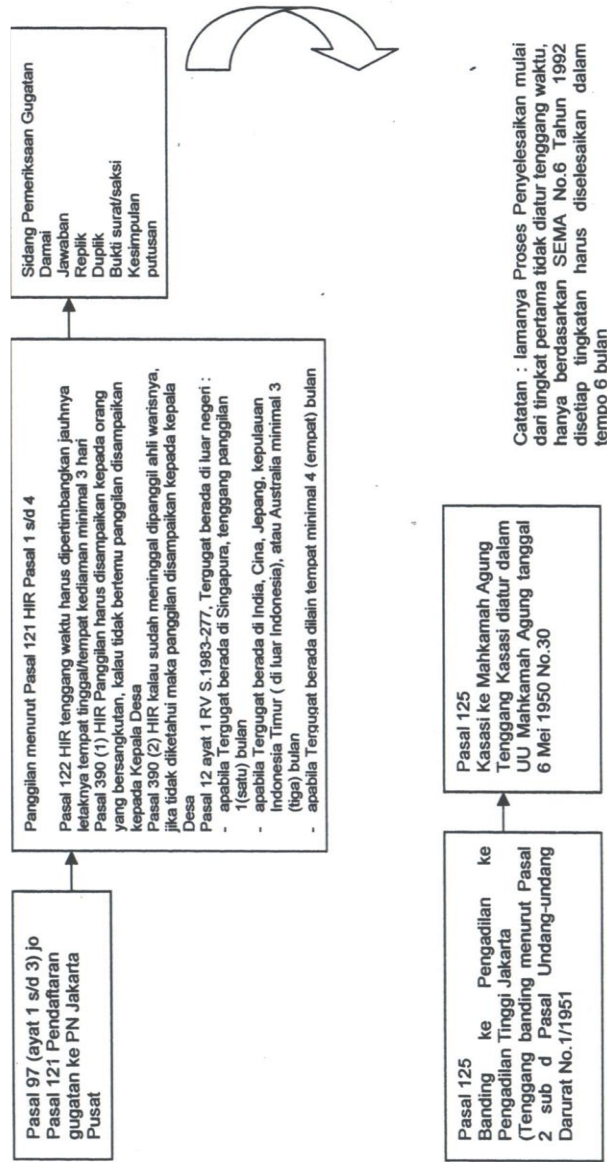 Pasal 97 (ayat 1 s/d 3) jo
Pasal 121 Pendaftaran
gugatan ke PN Jakarta
Pusat
Panggilan menurut Pasal 121 HIR Pasal 1 s/d 4
Pasal 122 HIR tenggang waktu harus dipertimbangkan jauhnya
letaknya tempat tinggal/tempat kediaman minimal 3 hari
Pasal 390 (1) HIR Panggilan harus disampaikan kepada orang
yang bersangkutan, kalau tidak bertemu panggilan disampaikan
kepada Kepala Desa
Pasal 390 (2) HIR kalau sudah meninggal dipanggil ahli warisnya,
jika tidak diketahui maka panggilan disampaikan kepada kepala
Desa
Pasal 12 ayat 1 RV S.1983-277, Tergugat berada di luar negeri :
- apabila Tergugat berada di Singapura, tenggang panggilan
1(satu) bulan
- apabila Tergugat berada di India, Cina, Jepang, kepulauan
Indonesia Timur ( di luar Indonesia), atau Australia minimal 3
(tiga) bulan
- apabila Tergugat berada dilain tempat minimal 4 (empat) bulan
Sidang Pemeriksaan Gugatan
Damai
Jawaban
Replik
Duplik
Bukti surat/saksi
Kesimpulan
putusan
Pasal 125
Banding ke Pengadilan ke
Pengadilan Tinggi Jakarta
(Tenggang banding menurut Pasal
2 sub d Pasal Undang-undang
Darurat No.1/1951
Pasal 125
Kasasi ke Mahkamah Agung
Tenggang Kasasi diatur dalam
UU Mahkamah Agung tanggal
6 Mei 1950 No.30
Catatan : lamanya Proses Penyelesaikan mulai
dari tingkat pertama tidak diatur tenggang waktu,
hanya berdasarkan SEMA No.6 Tahun 1992
disetiap tingkatan harus diselesaikan dalam
tempo 6 bulan